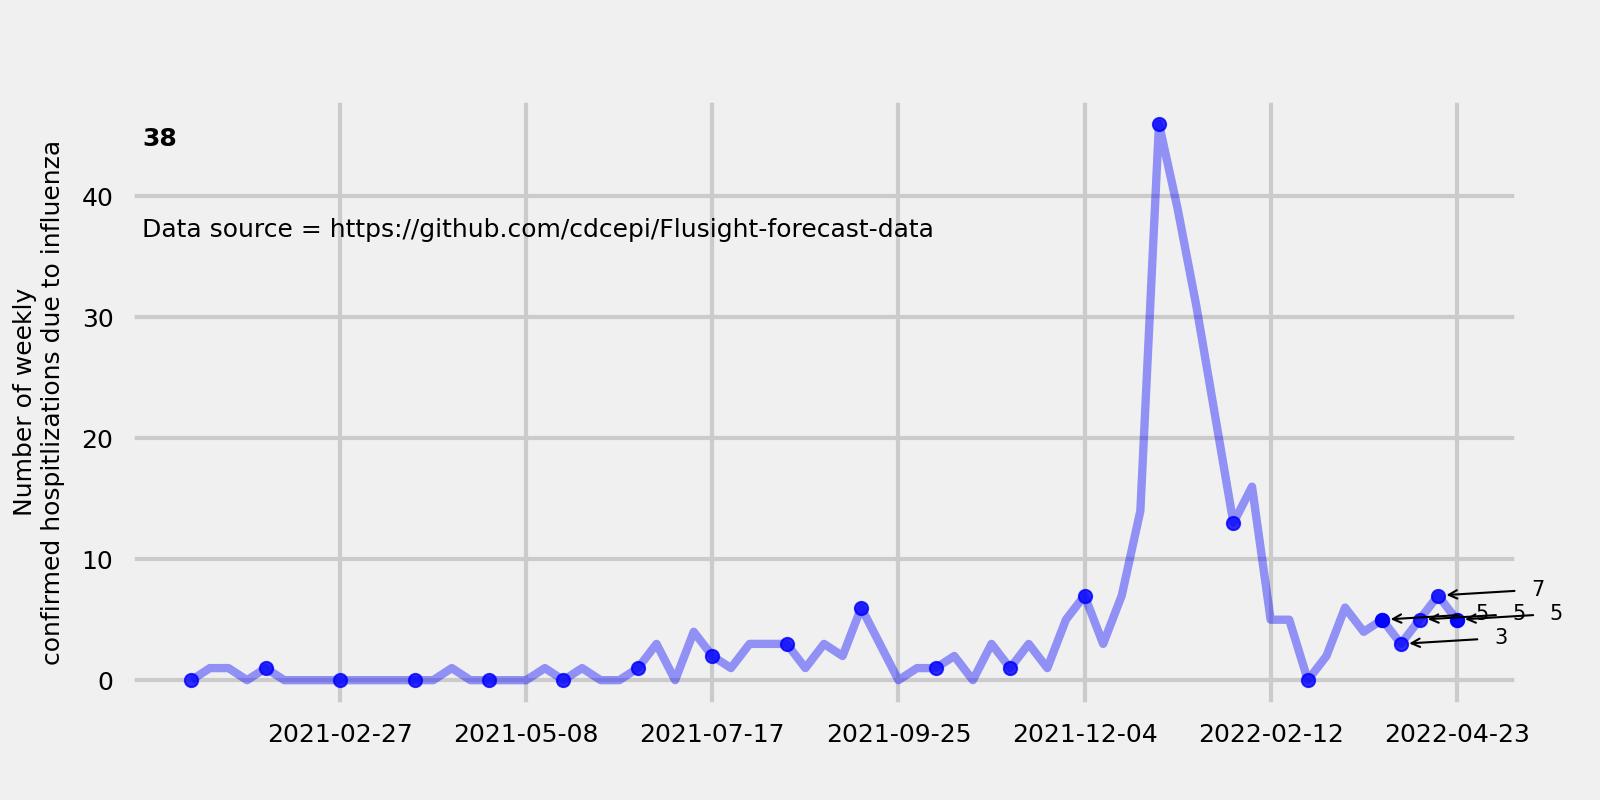 38
Data source = https://github.com/cdcepi/Flusight-forecast-data
Number of weekly
confirmed hospitlizations due to influenza
40
30
20
10
0
7
5 5 5
3
2021-02-27 2021-05-08 2021-07-17 2021-09-25 2021-12-04 2022-02-12 2022-04-23